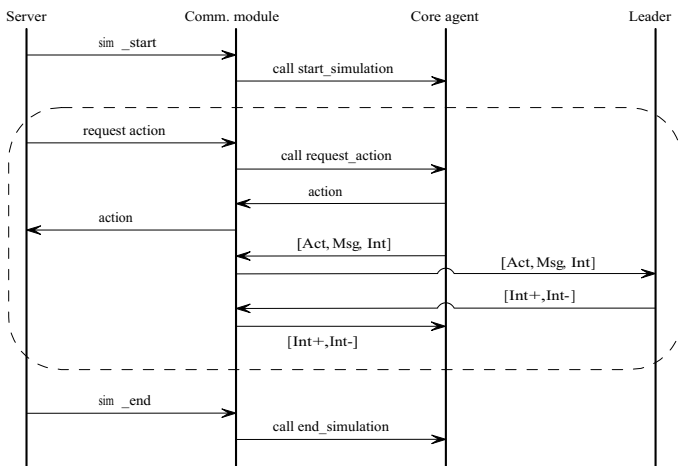 Server Comm. module Core agent Leader
sim _start
call start_simulation
request action
call request_action
action
action
[Act, Msg, Int]
[Act, Msg, Int]
[Int+,Int-]
[Int+,Int-]
sim _end
call end_simulation